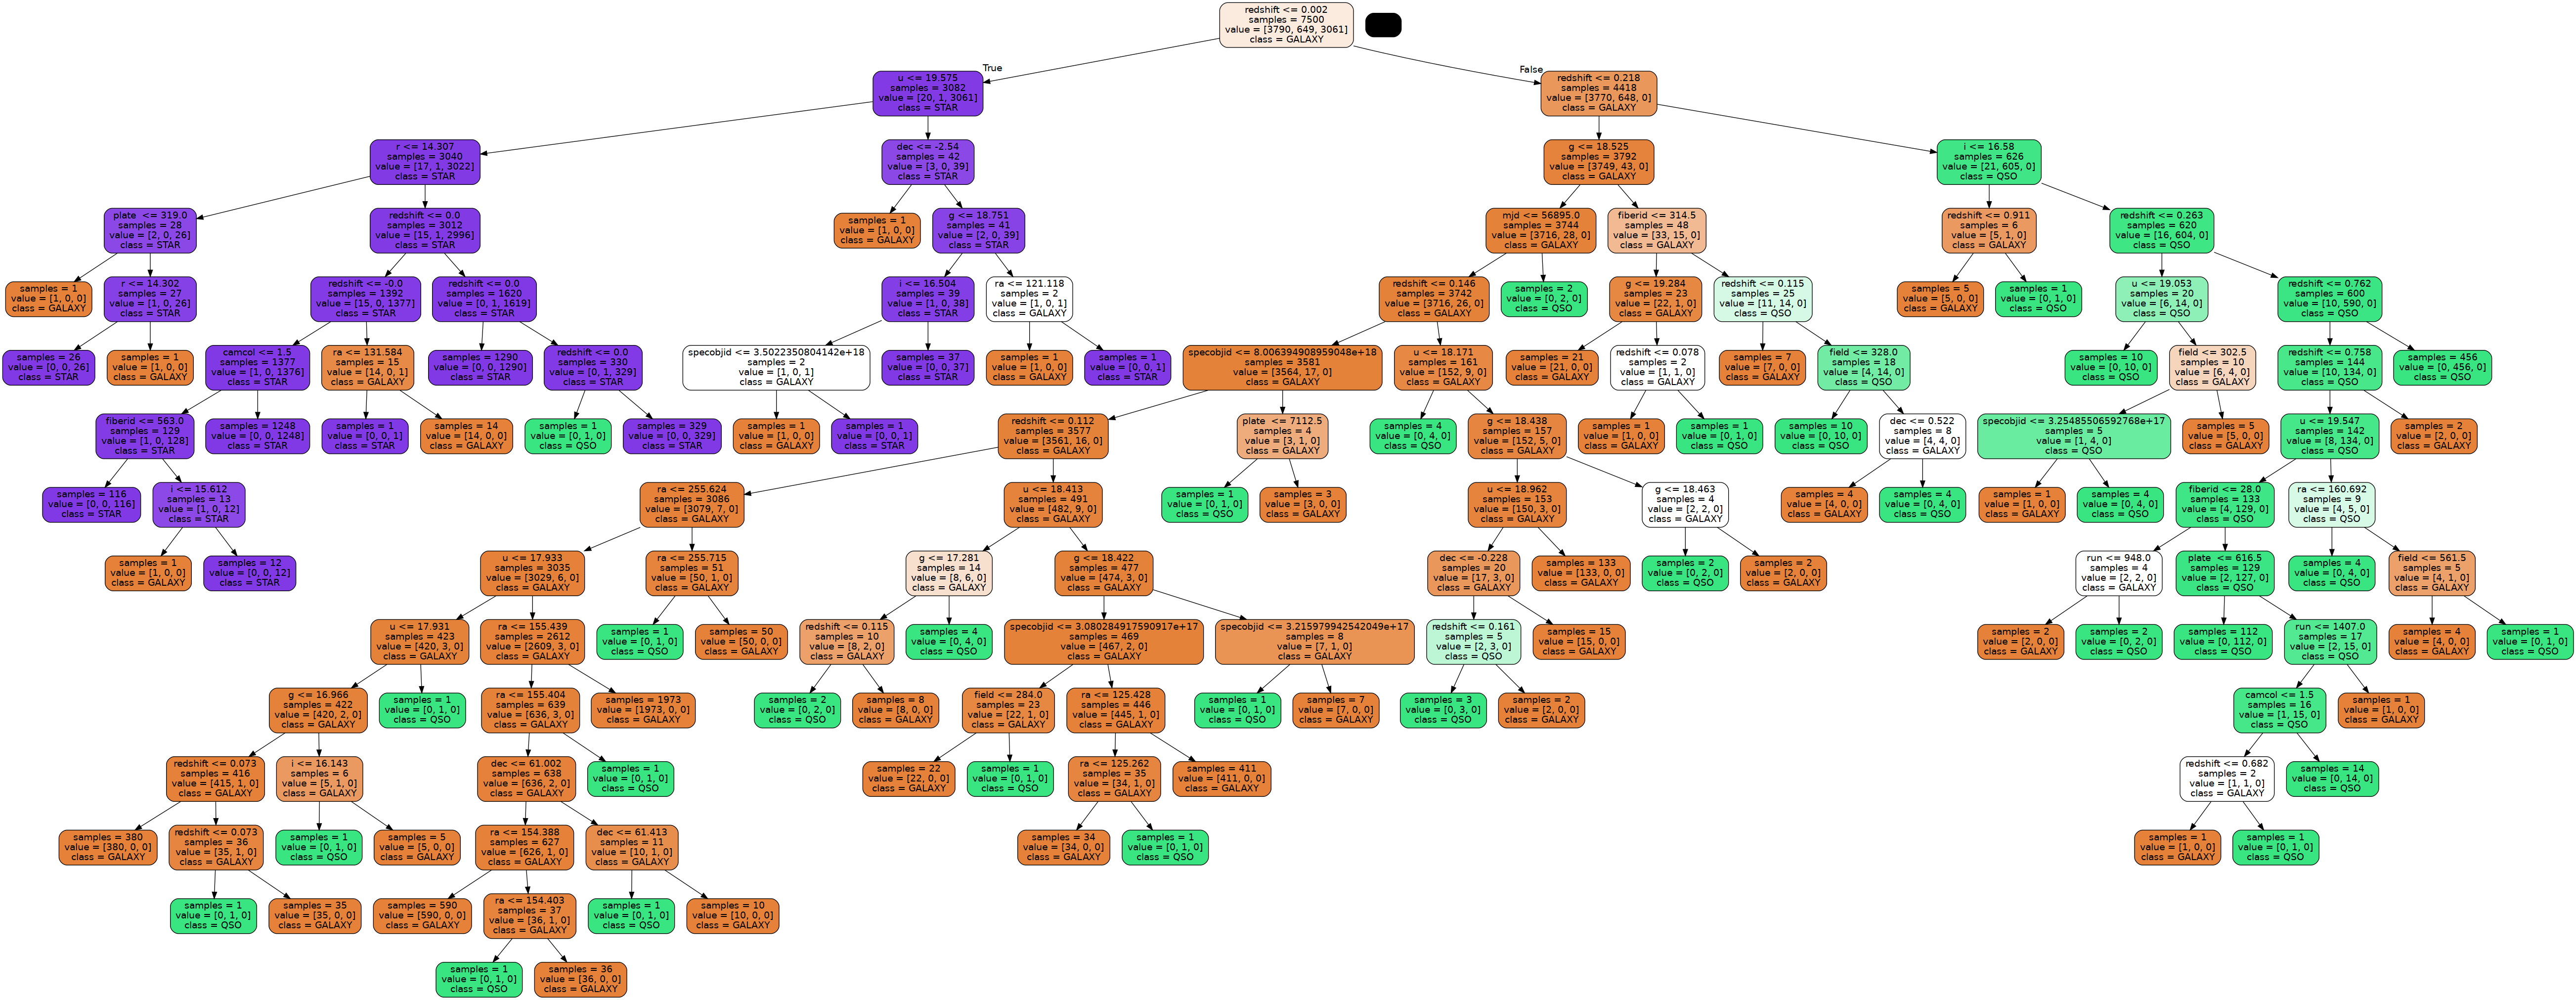 redshift <= 0.002
samples = 7500
value = [3790, 649, 3061]
class = GALAXY
True
False
u <= 19.575
samples = 3082
value = [20, 1, 3061]
class = STAR
redshift <= 0.218
samples = 4418
value = [3770, 648, 0]
class = GALAXY
r <= 14.307
samples = 3040
value = [17, 1, 3022]
class = STAR
dec <= -2.54
samples = 42
value = [3, 0, 39]
class = STAR
g <= 18.525
samples = 3792
value = [3749, 43, 0]
class = GALAXY
i <= 16.58
samples = 626
value = [21, 605, 0]
class = QSO
plate  <= 319.0
samples = 28
value = [2, 0, 26]
class = STAR
redshift <= 0.0
samples = 3012
value = [15, 1, 2996]
class = STAR
samples = 1
value = [1, 0, 0]
class = GALAXY
g <= 18.751
samples = 41
value = [2, 0, 39]
class = STAR
mjd <= 56895.0
samples = 3744
value = [3716, 28, 0]
class = GALAXY
fiberid <= 314.5
samples = 48
value = [33, 15, 0]
class = GALAXY
redshift <= 0.911
samples = 6
value = [5, 1, 0]
class = GALAXY
redshift <= 0.263
samples = 620
value = [16, 604, 0]
class = QSO
samples = 1
value = [1, 0, 0]
class = GALAXY
r <= 14.302
samples = 27
value = [1, 0, 26]
class = STAR
redshift <= -0.0
samples = 1392
value = [15, 0, 1377]
class = STAR
redshift <= 0.0
samples = 1620
value = [0, 1, 1619]
class = STAR
i <= 16.504
samples = 39
value = [1, 0, 38]
class = STAR
ra <= 121.118
samples = 2
value = [1, 0, 1]
class = GALAXY
redshift <= 0.146
samples = 3742
value = [3716, 26, 0]
class = GALAXY
samples = 2
value = [0, 2, 0]
class = QSO
g <= 19.284
samples = 23
value = [22, 1, 0]
class = GALAXY
redshift <= 0.115
samples = 25
value = [11, 14, 0]
class = QSO
samples = 5
value = [5, 0, 0]
class = GALAXY
samples = 1
value = [0, 1, 0]
class = QSO
u <= 19.053
samples = 20
value = [6, 14, 0]
class = QSO
redshift <= 0.762
samples = 600
value = [10, 590, 0]
class = QSO
samples = 26
value = [0, 0, 26]
class = STAR
samples = 1
value = [1, 0, 0]
class = GALAXY
camcol <= 1.5
samples = 1377
value = [1, 0, 1376]
class = STAR
ra <= 131.584
samples = 15
value = [14, 0, 1]
class = GALAXY
samples = 1290
value = [0, 0, 1290]
class = STAR
redshift <= 0.0
samples = 330
value = [0, 1, 329]
class = STAR
specobjid <= 3.5022350804142e+18
samples = 2
value = [1, 0, 1]
class = GALAXY
samples = 37
value = [0, 0, 37]
class = STAR
samples = 1
value = [1, 0, 0]
class = GALAXY
samples = 1
value = [0, 0, 1]
class = STAR
specobjid <= 8.006394908959048e+18
samples = 3581
value = [3564, 17, 0]
class = GALAXY
u <= 18.171
samples = 161
value = [152, 9, 0]
class = GALAXY
samples = 21
value = [21, 0, 0]
class = GALAXY
redshift <= 0.078
samples = 2
value = [1, 1, 0]
class = GALAXY
samples = 7
value = [7, 0, 0]
class = GALAXY
field <= 328.0
samples = 18
value = [4, 14, 0]
class = QSO
samples = 10
value = [0, 10, 0]
class = QSO
field <= 302.5
samples = 10
value = [6, 4, 0]
class = GALAXY
redshift <= 0.758
samples = 144
value = [10, 134, 0]
class = QSO
samples = 456
value = [0, 456, 0]
class = QSO
fiberid <= 563.0
samples = 129
value = [1, 0, 128]
class = STAR
samples = 1248
value = [0, 0, 1248]
class = STAR
samples = 1
value = [0, 0, 1]
class = STAR
samples = 14
value = [14, 0, 0]
class = GALAXY
samples = 1
value = [0, 1, 0]
class = QSO
samples = 329
value = [0, 0, 329]
class = STAR
samples = 1
value = [1, 0, 0]
class = GALAXY
samples = 1
value = [0, 0, 1]
class = STAR
redshift <= 0.112
samples = 3577
value = [3561, 16, 0]
class = GALAXY
plate  <= 7112.5
samples = 4
value = [3, 1, 0]
class = GALAXY
samples = 4
value = [0, 4, 0]
class = QSO
g <= 18.438
samples = 157
value = [152, 5, 0]
class = GALAXY
samples = 1
value = [1, 0, 0]
class = GALAXY
samples = 1
value = [0, 1, 0]
class = QSO
samples = 10
value = [0, 10, 0]
class = QSO
dec <= 0.522
samples = 8
value = [4, 4, 0]
class = GALAXY
specobjid <= 3.25485506592768e+17
samples = 5
value = [1, 4, 0]
class = QSO
samples = 5
value = [5, 0, 0]
class = GALAXY
u <= 19.547
samples = 142
value = [8, 134, 0]
class = QSO
samples = 2
value = [2, 0, 0]
class = GALAXY
samples = 116
value = [0, 0, 116]
class = STAR
i <= 15.612
samples = 13
value = [1, 0, 12]
class = STAR
ra <= 255.624
samples = 3086
value = [3079, 7, 0]
class = GALAXY
u <= 18.413
samples = 491
value = [482, 9, 0]
class = GALAXY
samples = 1
value = [0, 1, 0]
class = QSO
samples = 3
value = [3, 0, 0]
class = GALAXY
u <= 18.962
samples = 153
value = [150, 3, 0]
class = GALAXY
g <= 18.463
samples = 4
value = [2, 2, 0]
class = GALAXY
samples = 4
value = [4, 0, 0]
class = GALAXY
samples = 4
value = [0, 4, 0]
class = QSO
samples = 1
value = [1, 0, 0]
class = GALAXY
samples = 4
value = [0, 4, 0]
class = QSO
fiberid <= 28.0
samples = 133
value = [4, 129, 0]
class = QSO
ra <= 160.692
samples = 9
value = [4, 5, 0]
class = QSO
samples = 1
value = [1, 0, 0]
class = GALAXY
samples = 12
value = [0, 0, 12]
class = STAR
u <= 17.933
samples = 3035
value = [3029, 6, 0]
class = GALAXY
ra <= 255.715
samples = 51
value = [50, 1, 0]
class = GALAXY
g <= 17.281
samples = 14
value = [8, 6, 0]
class = GALAXY
g <= 18.422
samples = 477
value = [474, 3, 0]
class = GALAXY
dec <= -0.228
samples = 20
value = [17, 3, 0]
class = GALAXY
samples = 133
value = [133, 0, 0]
class = GALAXY
samples = 2
value = [0, 2, 0]
class = QSO
samples = 2
value = [2, 0, 0]
class = GALAXY
run <= 948.0
samples = 4
value = [2, 2, 0]
class = GALAXY
plate  <= 616.5
samples = 129
value = [2, 127, 0]
class = QSO
samples = 4
value = [0, 4, 0]
class = QSO
field <= 561.5
samples = 5
value = [4, 1, 0]
class = GALAXY
u <= 17.931
samples = 423
value = [420, 3, 0]
class = GALAXY
ra <= 155.439
samples = 2612
value = [2609, 3, 0]
class = GALAXY
samples = 1
value = [0, 1, 0]
class = QSO
samples = 50
value = [50, 0, 0]
class = GALAXY
redshift <= 0.115
samples = 10
value = [8, 2, 0]
class = GALAXY
samples = 4
value = [0, 4, 0]
class = QSO
specobjid <= 3.080284917590917e+17
samples = 469
value = [467, 2, 0]
class = GALAXY
specobjid <= 3.215979942542049e+17
samples = 8
value = [7, 1, 0]
class = GALAXY
redshift <= 0.161
samples = 5
value = [2, 3, 0]
class = QSO
samples = 15
value = [15, 0, 0]
class = GALAXY
samples = 2
value = [2, 0, 0]
class = GALAXY
samples = 2
value = [0, 2, 0]
class = QSO
samples = 112
value = [0, 112, 0]
class = QSO
run <= 1407.0
samples = 17
value = [2, 15, 0]
class = QSO
samples = 4
value = [4, 0, 0]
class = GALAXY
samples = 1
value = [0, 1, 0]
class = QSO
g <= 16.966
samples = 422
value = [420, 2, 0]
class = GALAXY
samples = 1
value = [0, 1, 0]
class = QSO
ra <= 155.404
samples = 639
value = [636, 3, 0]
class = GALAXY
samples = 1973
value = [1973, 0, 0]
class = GALAXY
samples = 2
value = [0, 2, 0]
class = QSO
samples = 8
value = [8, 0, 0]
class = GALAXY
field <= 284.0
samples = 23
value = [22, 1, 0]
class = GALAXY
ra <= 125.428
samples = 446
value = [445, 1, 0]
class = GALAXY
samples = 1
value = [0, 1, 0]
class = QSO
samples = 7
value = [7, 0, 0]
class = GALAXY
samples = 3
value = [0, 3, 0]
class = QSO
samples = 2
value = [2, 0, 0]
class = GALAXY
camcol <= 1.5
samples = 16
value = [1, 15, 0]
class = QSO
samples = 1
value = [1, 0, 0]
class = GALAXY
redshift <= 0.073
samples = 416
value = [415, 1, 0]
class = GALAXY
i <= 16.143
samples = 6
value = [5, 1, 0]
class = GALAXY
dec <= 61.002
samples = 638
value = [636, 2, 0]
class = GALAXY
samples = 1
value = [0, 1, 0]
class = QSO
samples = 22
value = [22, 0, 0]
class = GALAXY
samples = 1
value = [0, 1, 0]
class = QSO
ra <= 125.262
samples = 35
value = [34, 1, 0]
class = GALAXY
samples = 411
value = [411, 0, 0]
class = GALAXY
redshift <= 0.682
samples = 2
value = [1, 1, 0]
class = GALAXY
samples = 14
value = [0, 14, 0]
class = QSO
samples = 380
value = [380, 0, 0]
class = GALAXY
redshift <= 0.073
samples = 36
value = [35, 1, 0]
class = GALAXY
samples = 1
value = [0, 1, 0]
class = QSO
samples = 5
value = [5, 0, 0]
class = GALAXY
ra <= 154.388
samples = 627
value = [626, 1, 0]
class = GALAXY
dec <= 61.413
samples = 11
value = [10, 1, 0]
class = GALAXY
samples = 34
value = [34, 0, 0]
class = GALAXY
samples = 1
value = [0, 1, 0]
class = QSO
samples = 1
value = [1, 0, 0]
class = GALAXY
samples = 1
value = [0, 1, 0]
class = QSO
samples = 1
value = [0, 1, 0]
class = QSO
samples = 35
value = [35, 0, 0]
class = GALAXY
samples = 590
value = [590, 0, 0]
class = GALAXY
ra <= 154.403
samples = 37
value = [36, 1, 0]
class = GALAXY
samples = 1
value = [0, 1, 0]
class = QSO
samples = 10
value = [10, 0, 0]
class = GALAXY
samples = 1
value = [0, 1, 0]
class = QSO
samples = 36
value = [36, 0, 0]
class = GALAXY